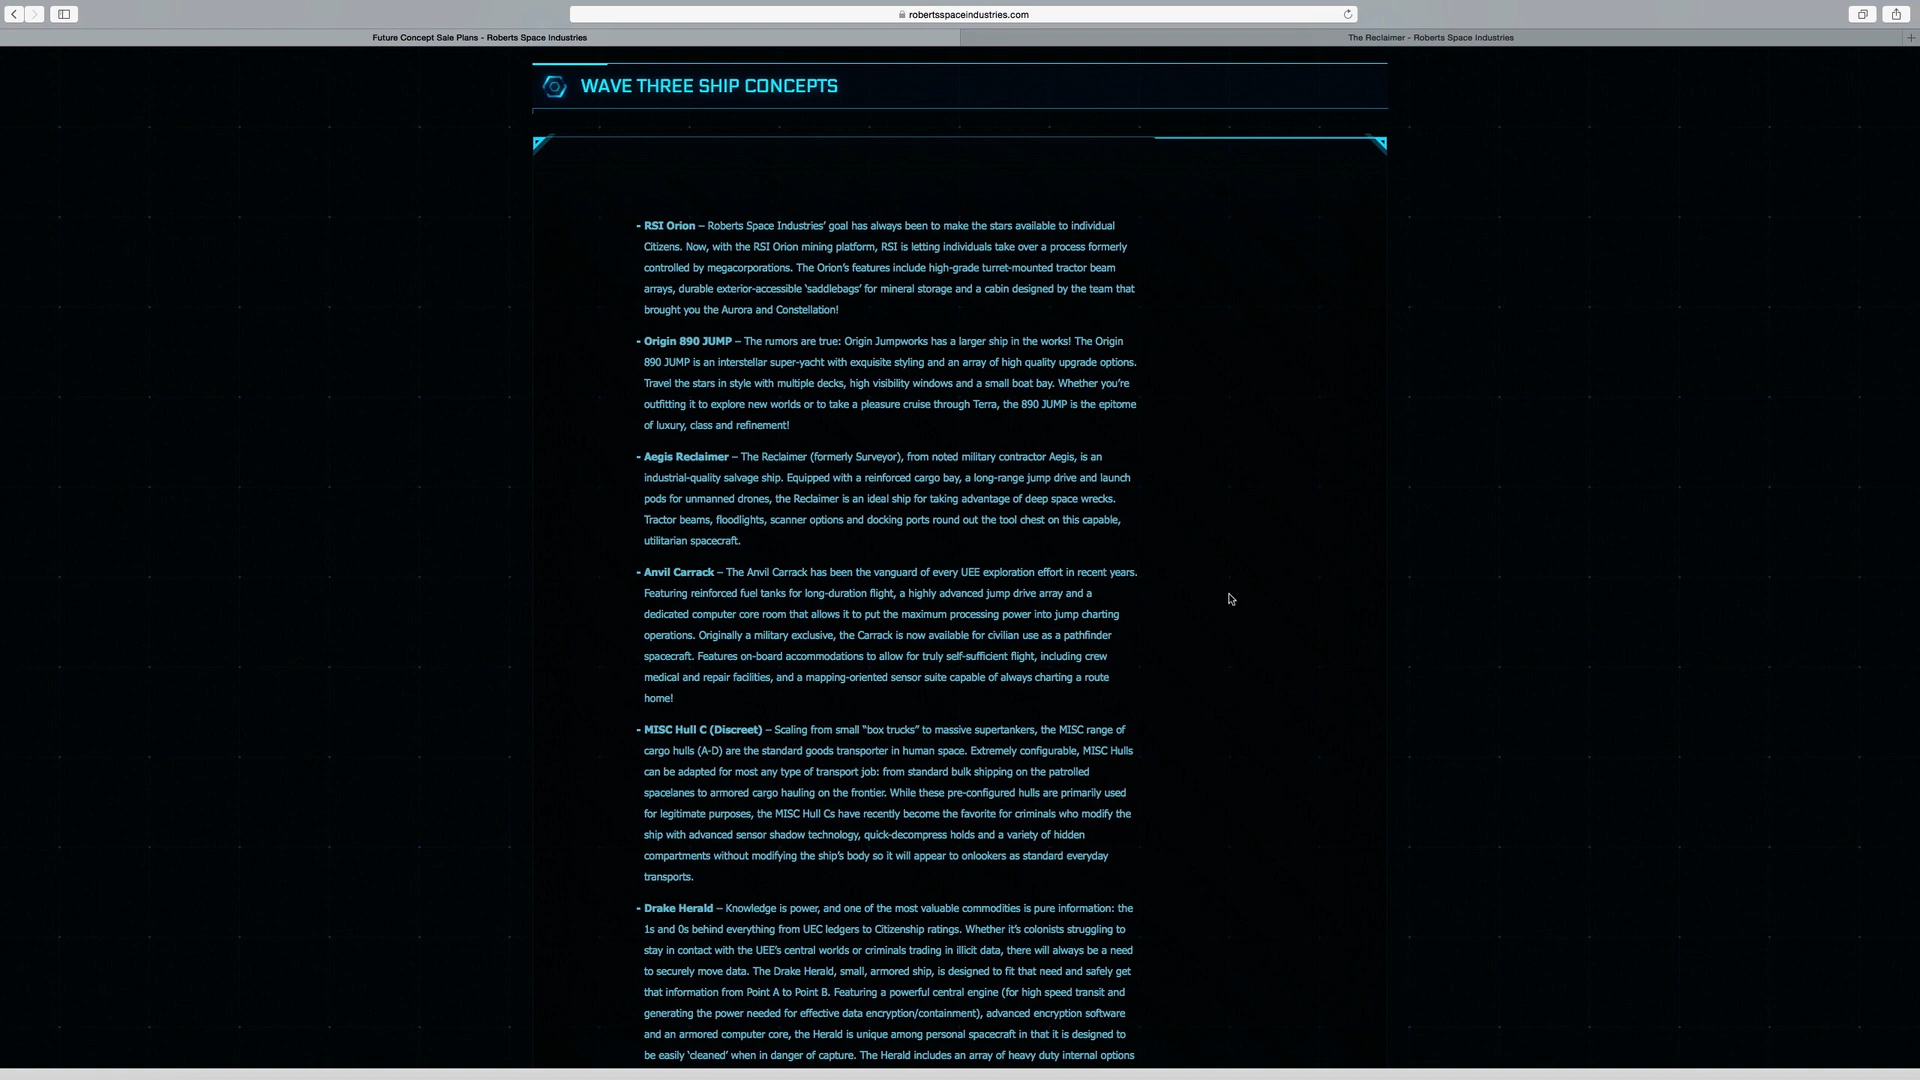 robertsspaceindustries.com
Future Concept Sale Plans - Roberts Space Industries
The Reclaimer - Roberts Space Industries
WAVE THREE SHIP CONCEPTS
- RSI Orion – Roberts Space Industries’ goal has always been to make the stars available to individual
Citizens. Now, with the RSI Orion mining platform, RSI is letting individuals take over a process formerly
controlled by megacorporations. The Orion’s features include high-grade turret-mounted tractor beam
arrays, durable exterior-accessible ‘saddlebags’ for mineral storage and a cabin designed by the team that
brought you the Aurora and Constellation!
- Origin 890 JUMP – The rumors are true: Origin Jumpworks has a larger ship in the works! The Origin
890 JUMP is an interstellar super-yacht with exquisite styling and an array of high quality upgrade options.
Travel the stars in style with multiple decks, high visibility windows and a small boat bay. Whether you’re
outfitting it to explore new worlds or to take a pleasure cruise through Terra, the 890 JUMP is the epitome
of luxury, class and refinement!
- Aegis Reclaimer – The Reclaimer (formerly Surveyor), from noted military contractor Aegis, is an
industrial-quality salvage ship. Equipped with a reinforced cargo bay, a long-range jump drive and launch
pods for unmanned drones, the Reclaimer is an ideal ship for taking advantage of deep space wrecks.
Tractor beams, floodlights, scanner options and docking ports round out the tool chest on this capable,
utilitarian spacecraft.
- Anvil Carrack – The Anvil Carrack has been the vanguard of every UEE exploration effort in recent years.
Featuring reinforced fuel tanks for long-duration flight, a highly advanced jump drive array and a
dedicated computer core room that allows it to put the maximum processing power into jump charting
operations. Originally a military exclusive, the Carrack is now available for civilian use as a pathfinder
spacecraft. Features on-board accommodations to allow for truly self-sufficient flight, including crew
medical and repair facilities, and a mapping-oriented sensor suite capable of always charting a route
home!
- MISC Hull C (Discreet) – Scaling from small “box trucks” to massive supertankers, the MISC range of
cargo hulls (A-D) are the standard goods transporter in human space. Extremely configurable, MISC Hulls
can be adapted for most any type of transport job: from standard bulk shipping on the patrolled
spacelanes to armored cargo hauling on the frontier. While these pre-configured hulls are primarily used
for legitimate purposes, the MISC Hull Cs have recently become the favorite for criminals who modify the
ship with advanced sensor shadow technology, quick-decompress holds and a variety of hidden
compartments without modifying the ship’s body so it will appear to onlookers as standard everyday
transports.
- Drake Herald – Knowledge is power, and one of the most valuable commodities is pure information: the
1s and 0s behind everything from UEC ledgers to Citizenship ratings. Whether it’s colonists struggling to
stay in contact with the UEE’s central worlds or criminals trading in illicit data, there will always be a need
to securely move data. The Drake Herald, small, armored ship, is designed to fit that need and safely get
that information from Point A to Point B. Featuring a powerful central engine (for high speed transit and
generating the power needed for effective data encryption/containment), advanced encryption software
and an armored computer core, the Herald is unique among personal spacecraft in that it is designed to
be easily ‘cleaned’ when in danger of capture. The Herald includes an array of heavy duty internal options